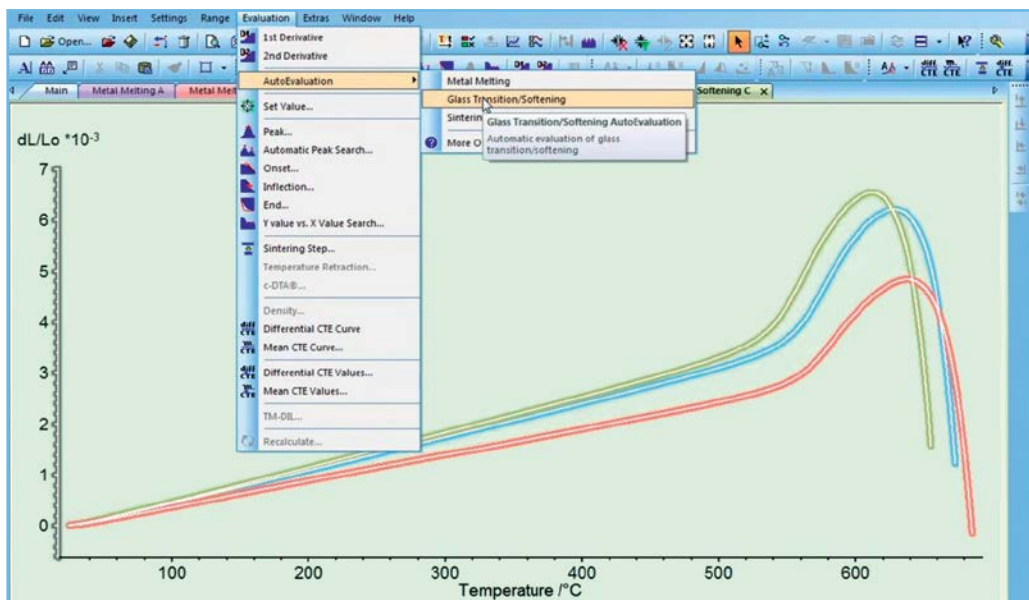 File Edit View Insert Settings Range Evaluation Extras Window Help
Open...
1st Derivative
2nd Derivative
AutoEvaluation
Set Value...
Peak...
Automatic Peak Search...
Onset...
Inflection...
End...
Y value vs. X Value Search...
Sintering Step...
Temperature Retraction...
c-DTA®...
Density...
Differential CTE Curve
Mean CTE Curve...
Differential CTE Values...
Mean CTE Values...
TM-DIL...
Recalculate...
Metal Melting
Glass Transition/Softening
Sinterin
More O
Glass Transition/Softening AutoEvaluation
Automatic evaluation of glass
transition/softening
Main Metal Melting A Metal Melt Softening C x
dL/Lo *10-3
7
6
5
4
3
2
1
0
100 200 300 400 500 600
Temperature /°C